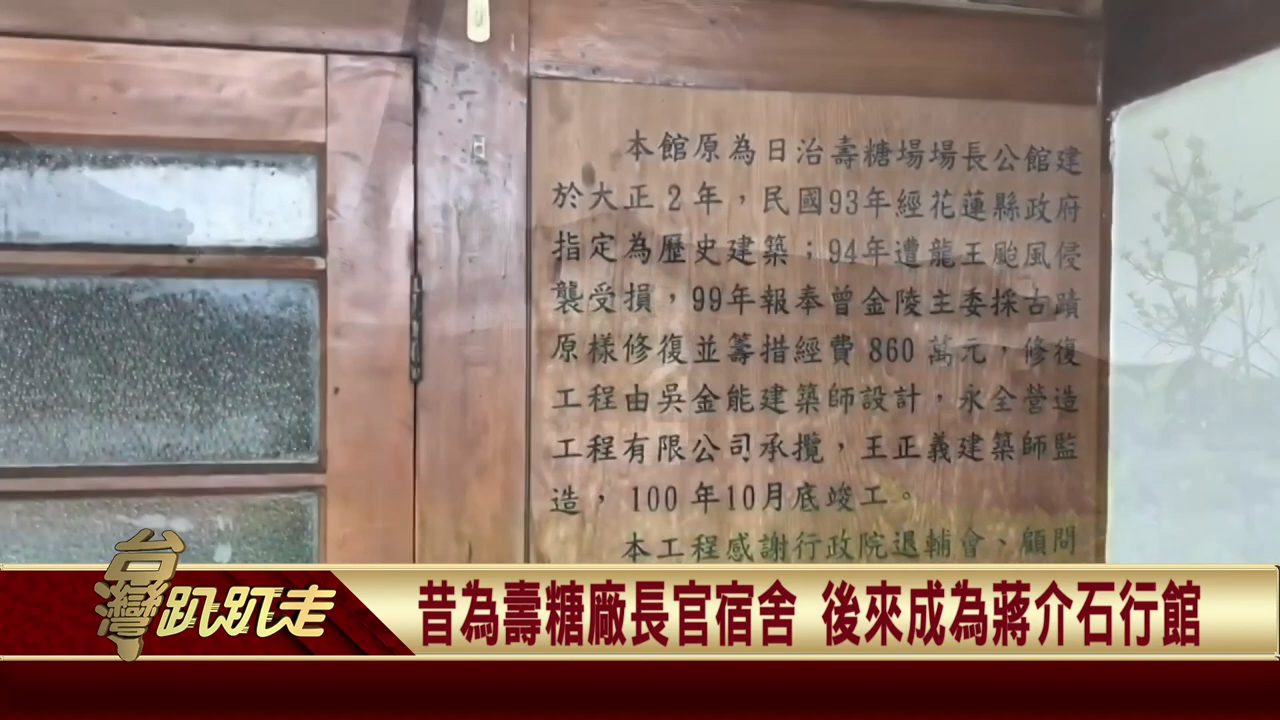 本館原為日治壽糖場場長公館建
於大正2年，民國93年經花蓮縣政府
指定為歷史建築；94年遭龍王颱風侵
襲受損，99年報奉曾金陵主委採古蹟
原樣修復並籌措經費860萬元，修復
工程由吳金能建築師設計，永全營造
工程有限公司承攬，王正義建築師監
造，100年10月底竣工。
本工程感謝行政院退輔會、顧問
台灣趴趴走
昔為壽糖廠長官宿舍 後來成為蔣介石行館